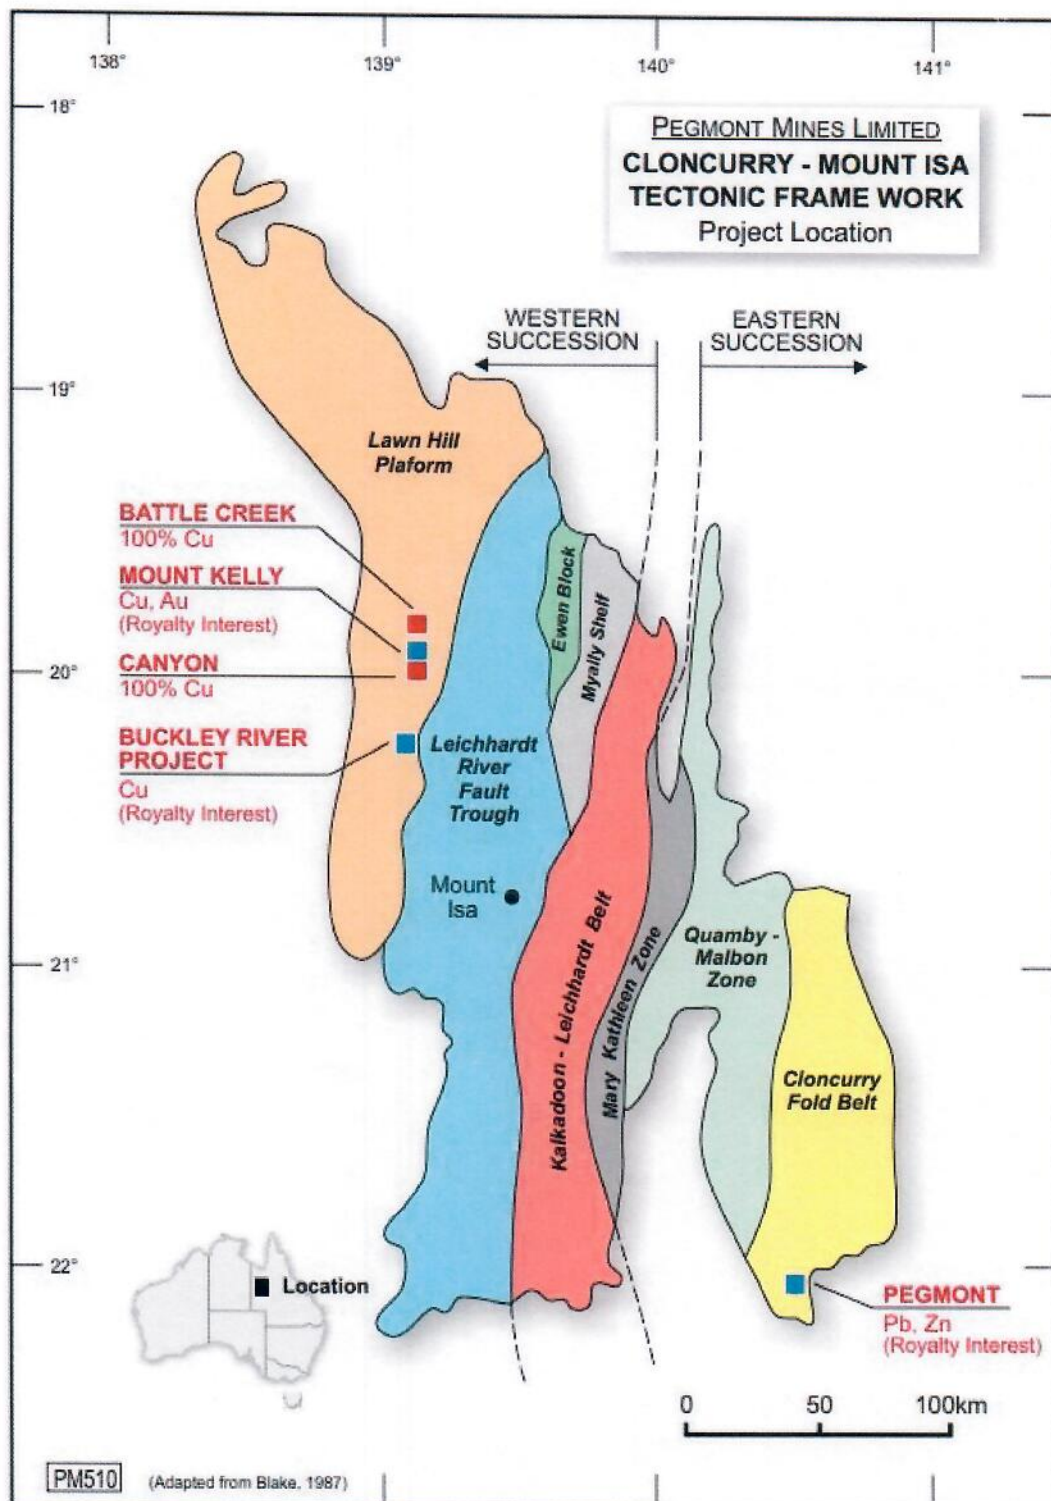 138°
139°
140°
141°
18°
PEGMONT MINES LIMITED
CLONCURRY - MOUNT ISA
TECTONIC FRAME WORK
Project Location
WESTERN
SUCCESSION
EASTERN
SUCCESSION
19°
Lawn Hill
Plaform
BATTLE CREEK
100% Cu
MOUNT KELLY
Cu, Au
(Royalty Interest)
CANYON
100% Cu
20°
Ewen Block
Myally Shelf
BUCKLEY RIVER
PROJECT
Cu
(Royalty Interest)
Leichhardt
River
Fault
Trough
Mount
Isa
Kalkadoon - Leichhardt Belt
Mary Kathleen Zone
Quamby -
Malbon
Zone
21°
Cloncurry
Fold Belt
22°
Location
PEGMONT
Pb, Zn
(Royalty Interest)
0 50 100km
PM510
(Adapted from Blake, 1987)